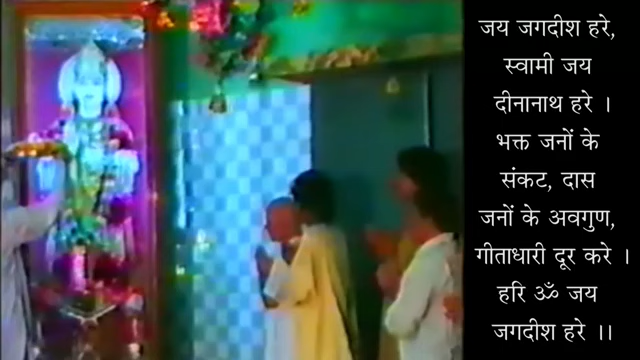 जय जगदीश हरे,
स्वामी जय
दीनानाथ हरे ।
भक्त जनों के
संकट, दास
जनों के अवगुण,
गीताधारी दूर करे ।
हरि ॐ जय
जगदीश हरे ।।